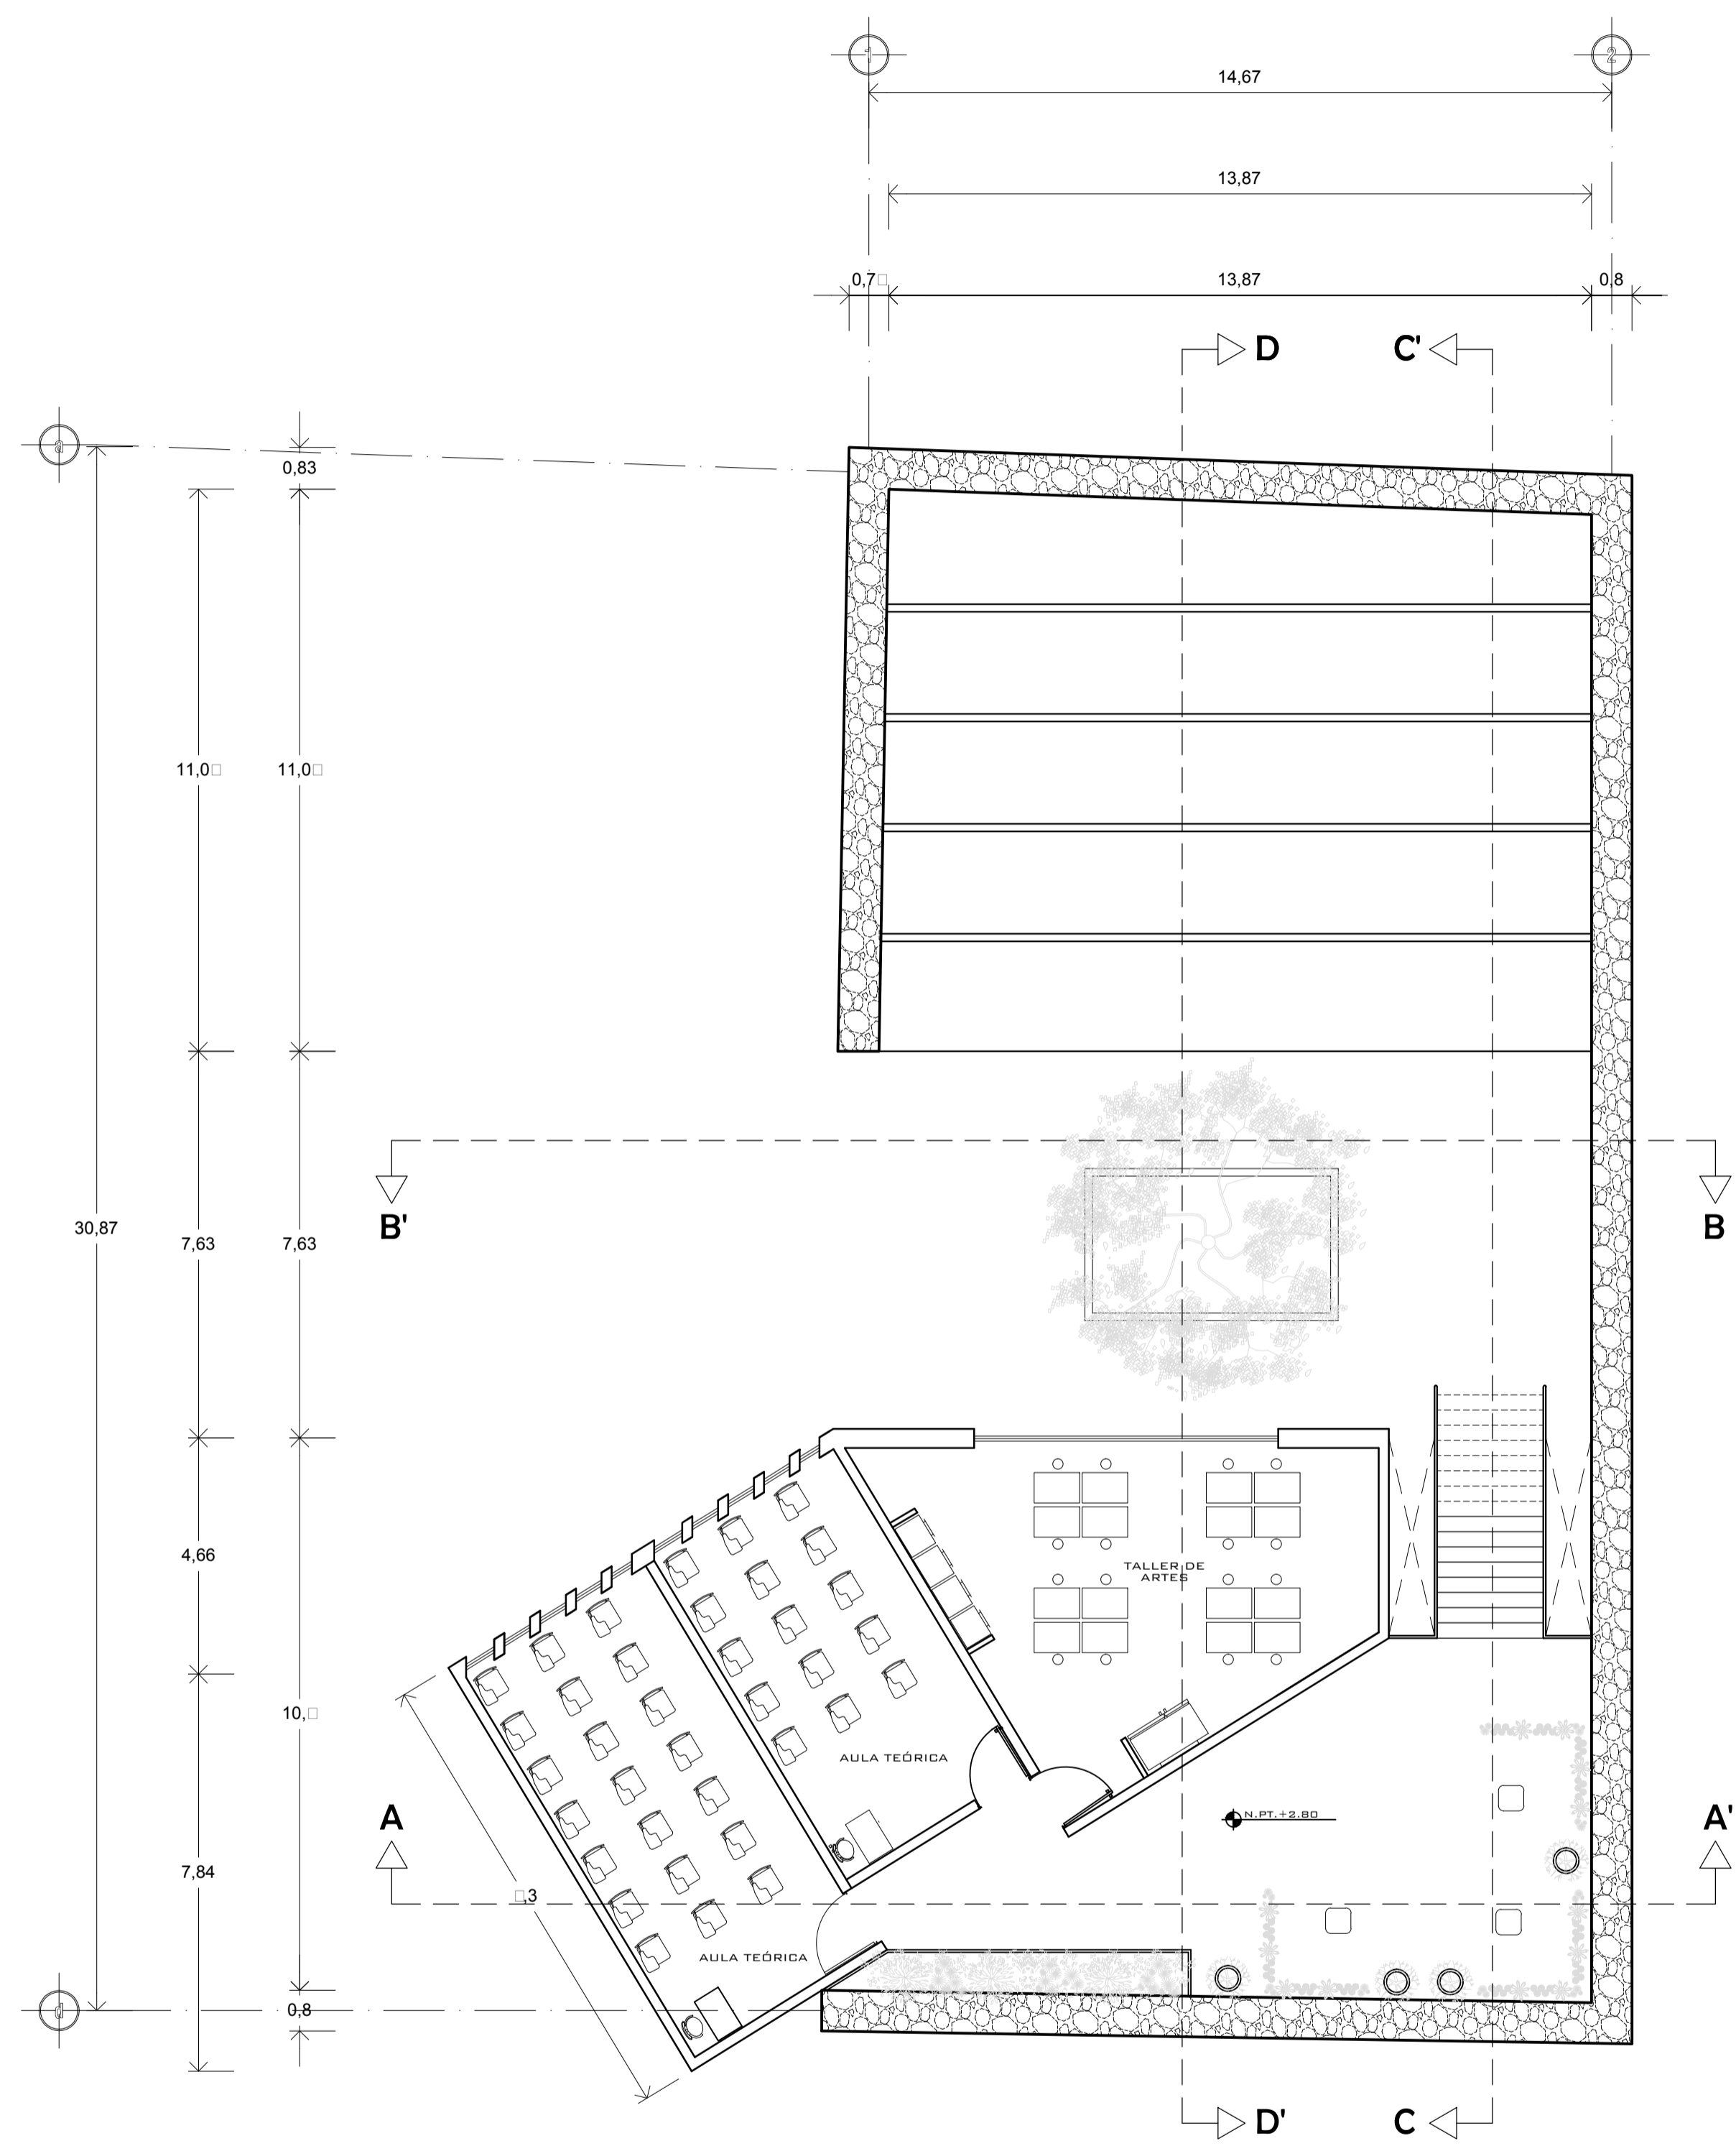 1
2
14,67
13,87
0,7□
13,87
0,8
D
C'
a
0,83
11,0□
11,0□
B'
B
30,87
7,63
7,63
4,66
TALLER DE
ARTES
10,□
AULA TEÓRICA
A
N.PT.+2.80
A'
7,84
□,3
AULA TEÓRICA
0,8
D'
C